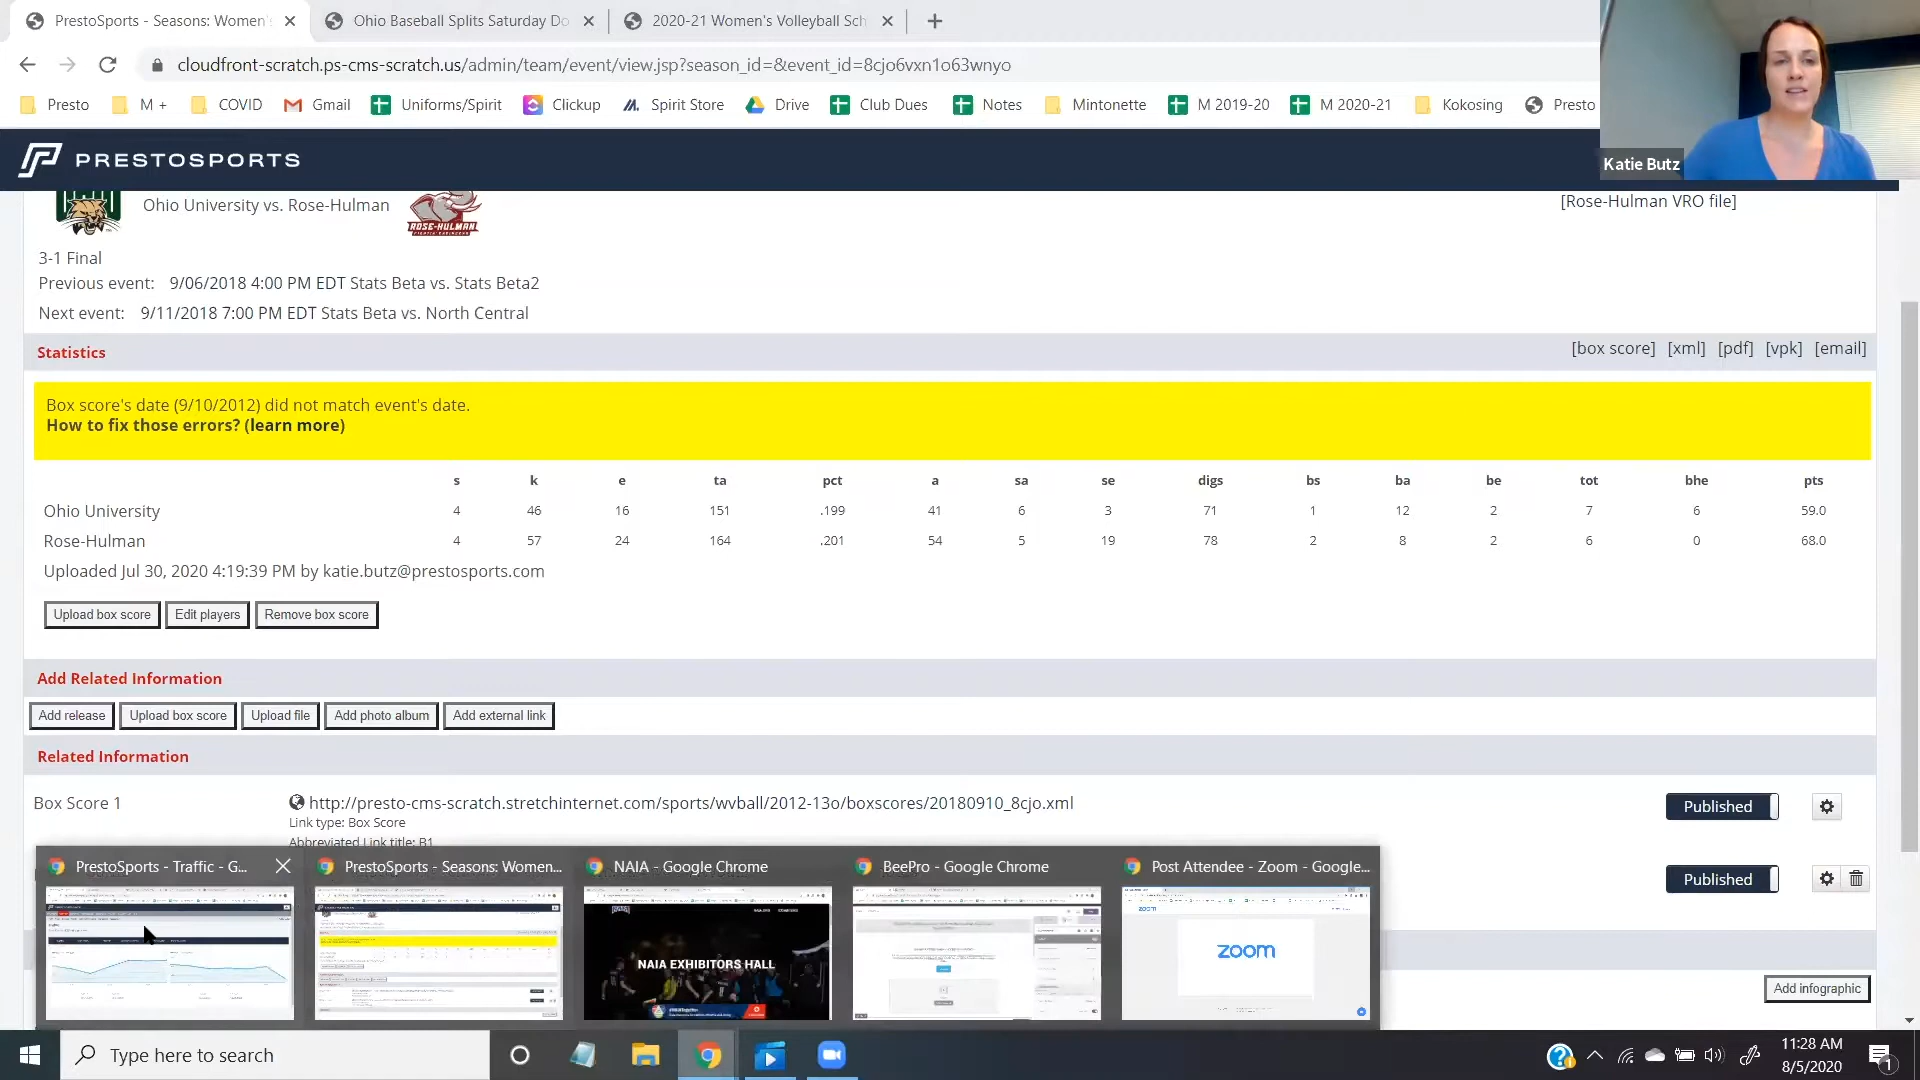 PrestoSports - Seasons: Women's
Ohio Baseball Splits Saturday Do
2020-21 Women's Volleyball Sch
cloudfront-scratch.ps-cms-scratch.us/admin/team/event/view.jsp?season_id=&event_id=8cjo6vxn1o63wnyo
Presto M + COVID Gmail Uniforms/Spirit Clickup Spirit Store Drive Club Dues Notes Mintonette M 2019-20 M 2020-21 Kokosing Presto
Katie Butz
PRESTOSPORTS
Ohio University vs. Rose-Hulman
ROSE-HULMAN
[Rose-Hulman VRO file]
3-1 Final
Previous event: 9/06/2018 4:00 PM EDT Stats Beta vs. Stats Beta2
Next event: 9/11/2018 7:00 PM EDT Stats Beta vs. North Central
Statistics [box score] [xml] [pdf] [vpk] [email]
Box score's date (9/10/2012) did not match event's date.
How to fix those errors? (learn more)
s k e ta pct a sa se digs bs ba be tot bhe pts
Ohio University 4 46 16 151 .199 41 6 3 71 1 12 2 7 6 59.0
Rose-Hulman 4 57 24 164 .201 54 5 19 78 2 8 2 6 0 68.0
Uploaded Jul 30, 2020 4:19:39 PM by katie.butz@prestosports.com
Upload box score Edit players Remove box score
Add Related Information
Add release Upload box score Upload file Add photo album Add external link
Related Information
Box Score 1 http://presto-cms-scratch.stretchinternet.com/sports/wvball/2012-13o/boxscores/20180910_8cjo.xml Published
Link type: Box Score
Abbreviated Link title: B1
PrestoSports - Traffic - G...
PrestoSports - Seasons: Women...
NAIA - Google Chrome
BeePro - Google Chrome
Post Attendee - Zoom - Google...
Published
NAIA EXHIBITORS HALL
zoom
zoom
Add infographic
Type here to search
11:28 AM
8/5/2020
1